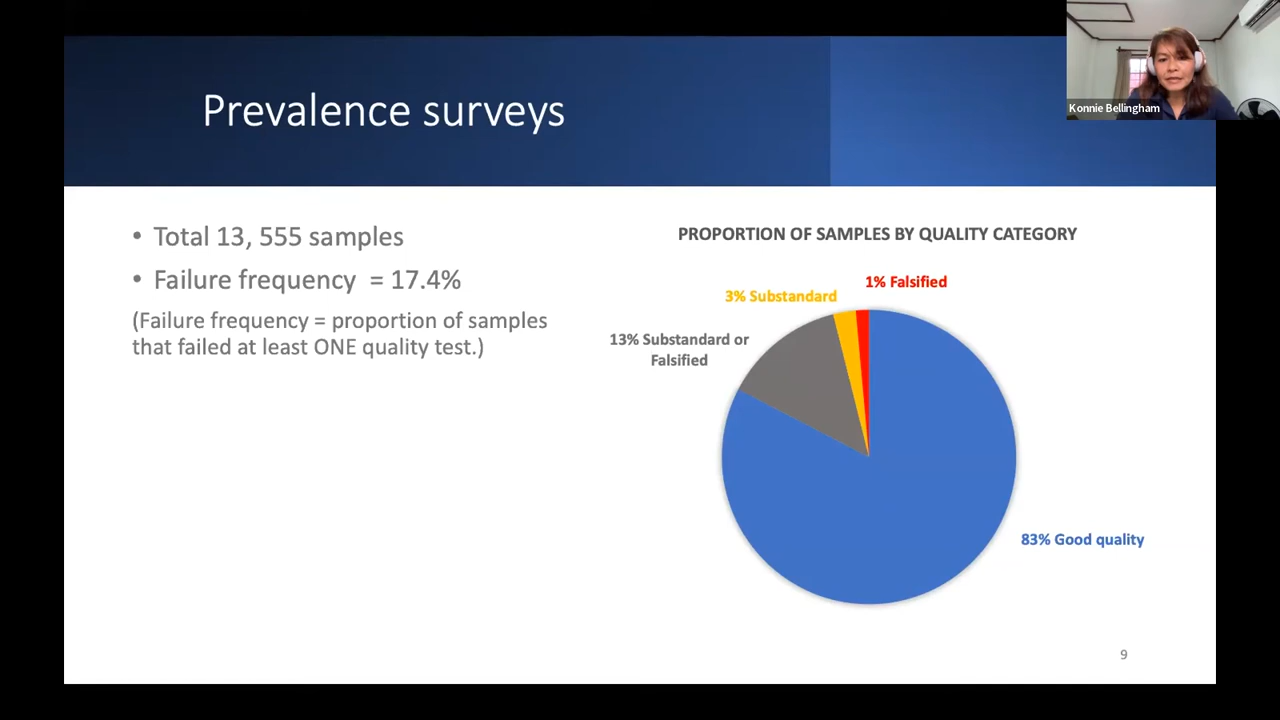 Konnie Bellingham
Prevalence surveys
• Total 13, 555 samples
• Failure frequency = 17.4%
(Failure frequency = proportion of samples
that failed at least ONE quality test.)
PROPORTION OF SAMPLES BY QUALITY CATEGORY
1% Falsified
3% Substandard
13% Substandard or
Falsified
83% Good quality
9